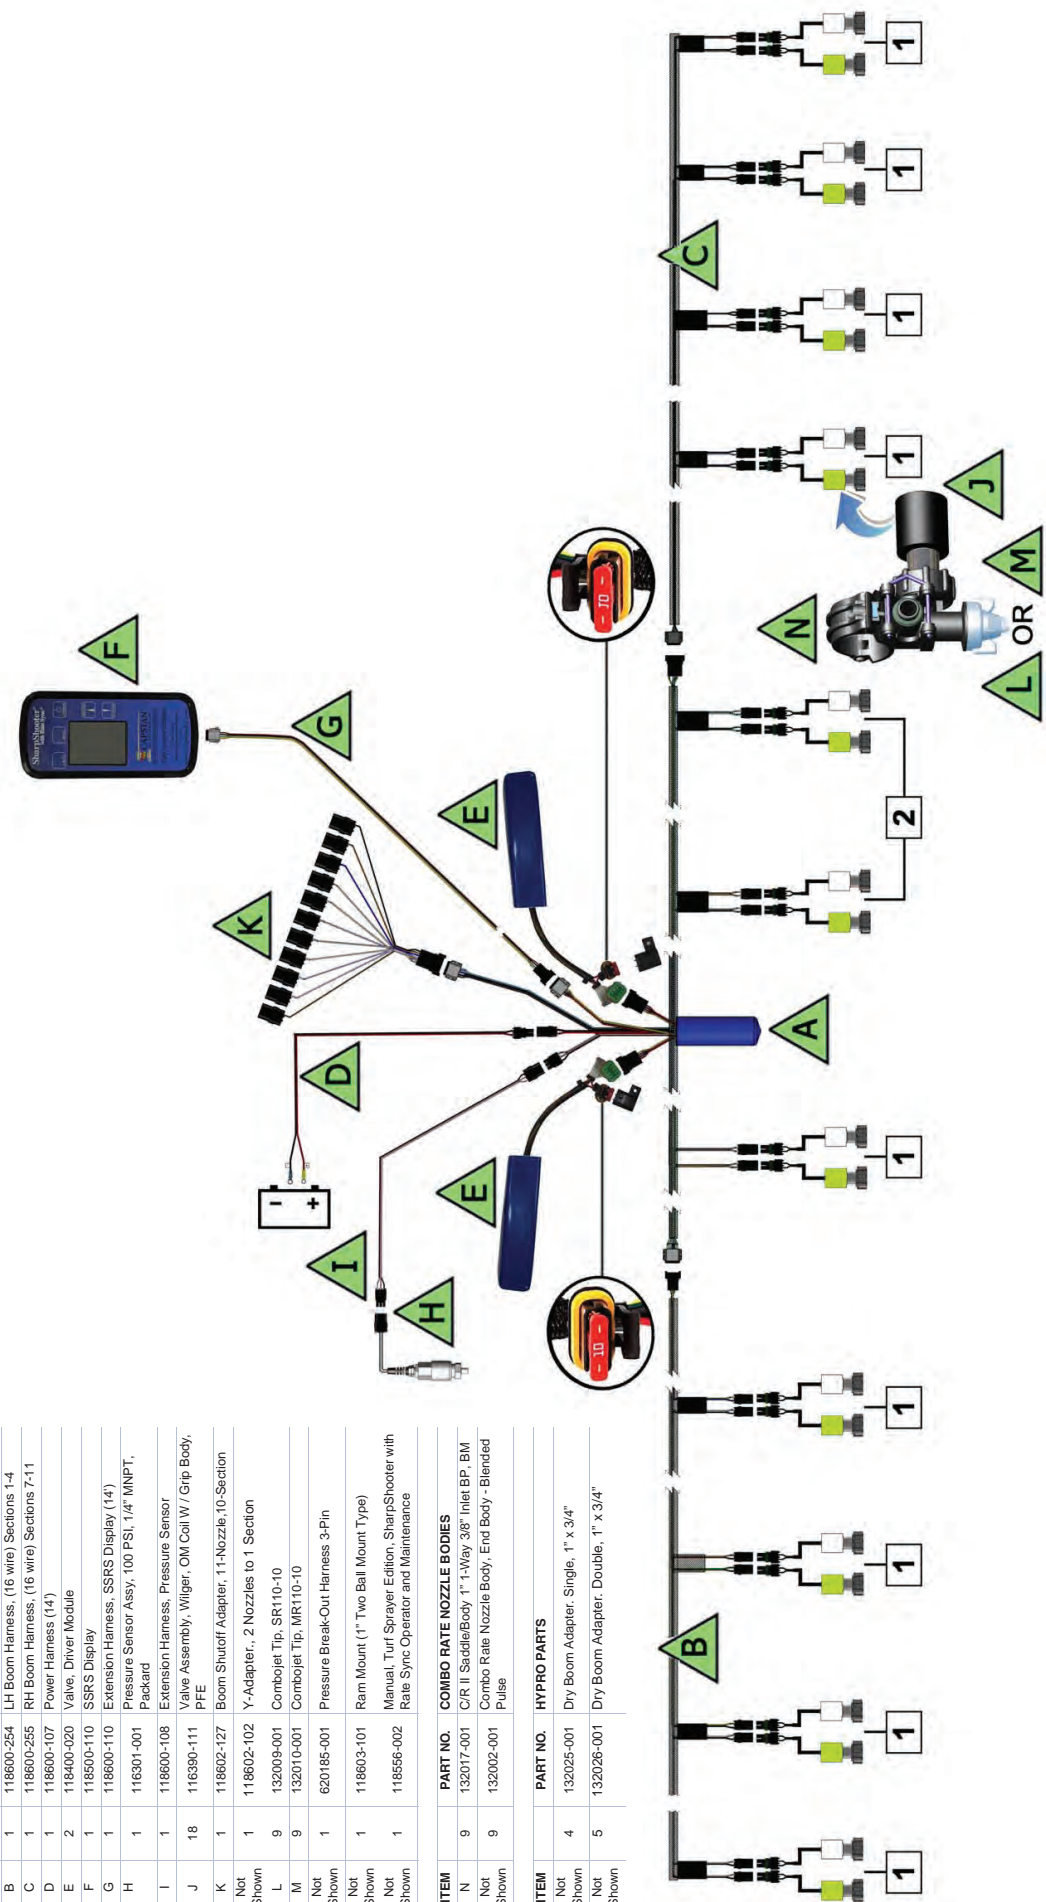 B 1 118600-254 LH Boom Harness, (16 wire) Sections 1-4
C 1 118600-255 RH Boom Harness, (16 wire) Sections 7-11
D 1 118600-107 Power Harness (14')
E 2 118400-020 Valve, Driver Module
F 1 118500-110 SSRS Display
G 1 118600-110 Extension Harness, SSRS Display (14')
H 1 116301-001 Pressure Sensor Assy, 100 PSI, 1/4" MNPT,
Packard
I 1 118600-108 Extension Harness, Pressure Sensor
J 18 116390-111 Valve Assembly, Wilger, OM Coil W / Grip Body,
PFE
K 1 118602-127 Boom Shutoff Adapter, 11-Nozzle,10-Section
Not
Shown 1 118602-102 Y-Adapter., 2 Nozzles to 1 Section
L 9 132009-001 Combojet Tip, SR110-10
M 9 132010-001 Combojet Tip, MR110-10
Not
Shown 1 620185-001 Pressure Break-Out Harness 3-Pin
Not
Shown 1 118603-101 Ram Mount (1" Two Ball Mount Type)
Not
Shown 1 118556-002 Manual, Turf Sprayer Edition, SharpShooter with
Rate Sync Operator and Maintenance
ITEM PART NO. COMBO RATE NOZZLE BODIES
N 9 132017-001 C/R II Saddle/Body 1" 1-Way 3/8" Inlet BP, BM
Not
Shown 9 132002-001 Combo Rate Nozzle Body, End Body - Blended
Pulse
ITEM PART NO. HYPRO PARTS
Not
Shown 4 132025-001 Dry Boom Adapter. Single, 1" x 3/4"
Not
Shown 5 132026-001 Dry Boom Adapter. Double, 1" x 3/4"
SharpShooter
CAPSTAN
F
G
K
E
D
I
H
E
- +
10
10
A
B
C
N
J
M
L
OR
1
1
1
1
1
2
1
1
1
1